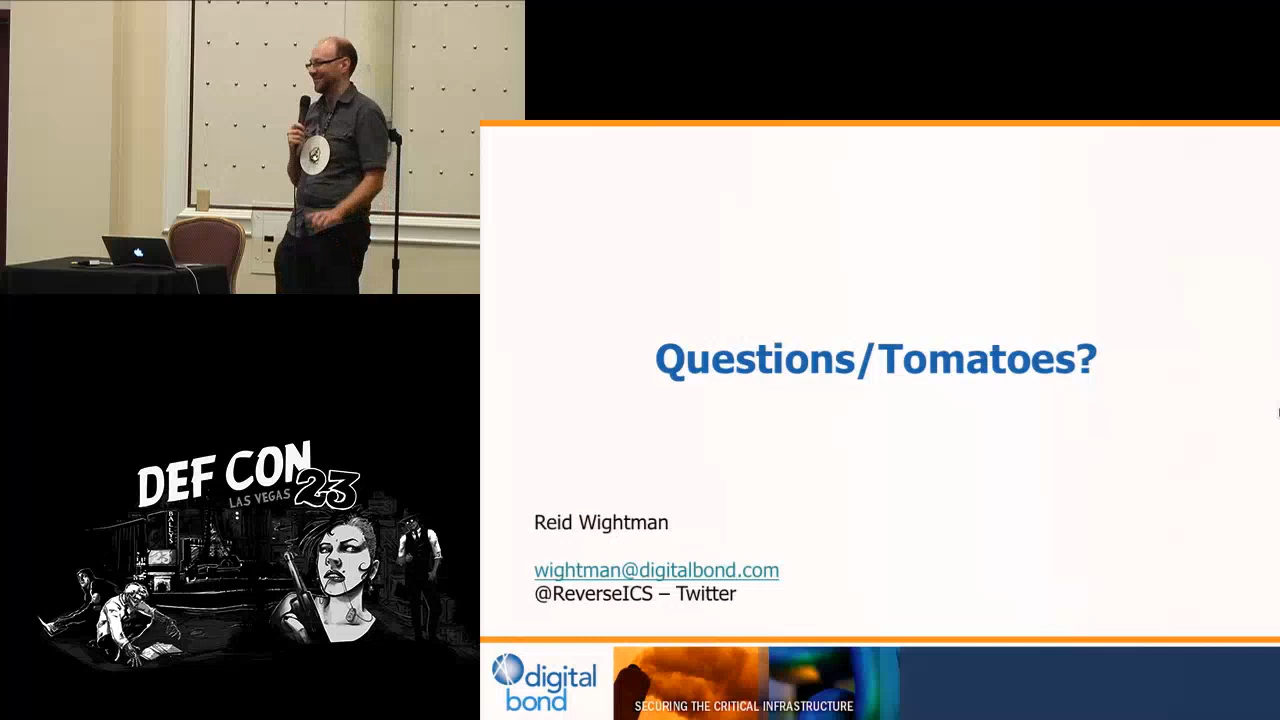 Questions/Tomatoes?
Reid Wightman
wightman@digitalbond.com
@ReverseICS – Twitter
DEF CON
LAS VEGAS 23
BALLYS
digital
bond
SECURING THE CRITICAL INFRASTRUCTURE